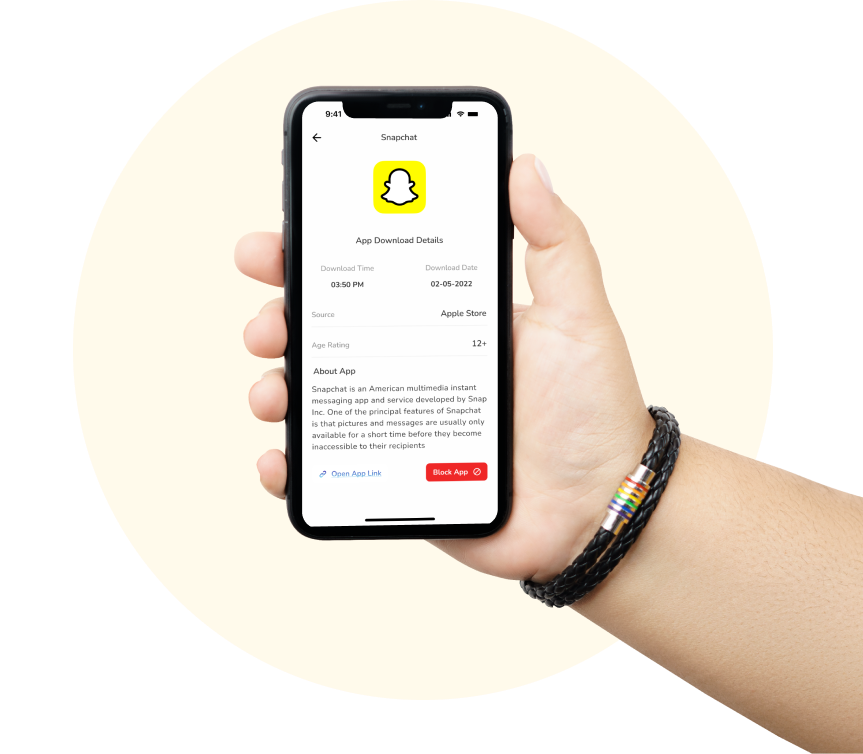 9:41
Snapchat
App Download Details
Download Time
Download Date
03:50 PM
02-05-2022
Source
Apple Store
Age Rating
12+
About App
Snapchat is an American multimedia instant
messaging app and service developed by Snap
Inc. One of the principal features of Snapchat
is that pictures and messages are usually only
available for a short time before they become
inaccessible to their recipients
Open App Link
Block App